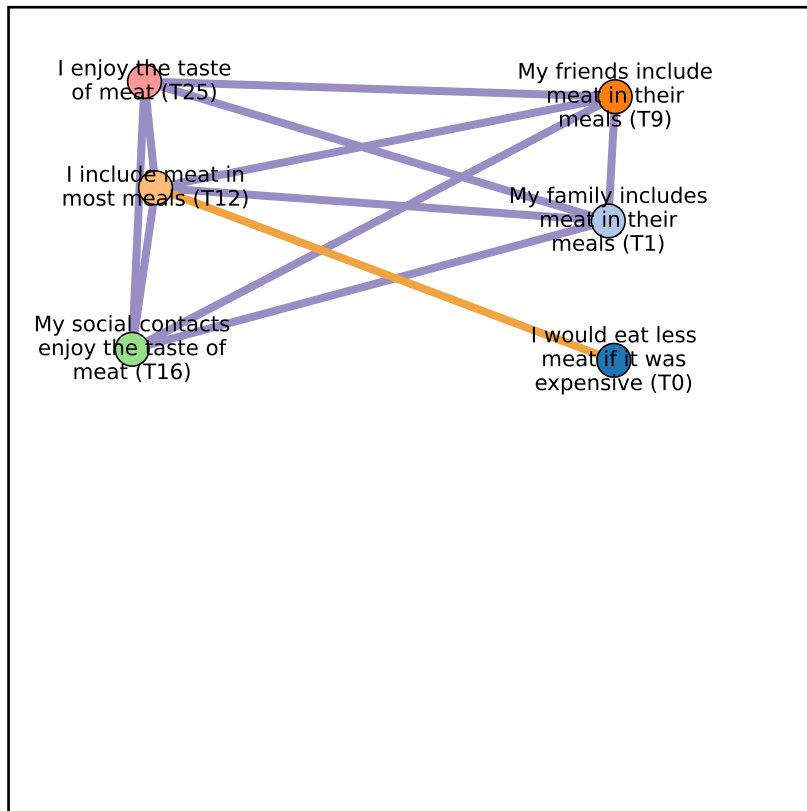 I enjoy the taste
of meat (T25)
My friends include
meat in their
meals (T9)
I include meat in
most meals (T12)
My family includes
meat in their
meals (T1)
My social contacts
enjoy the taste of
meat (T16)
I would eat less
meat if it was
expensive (T0)